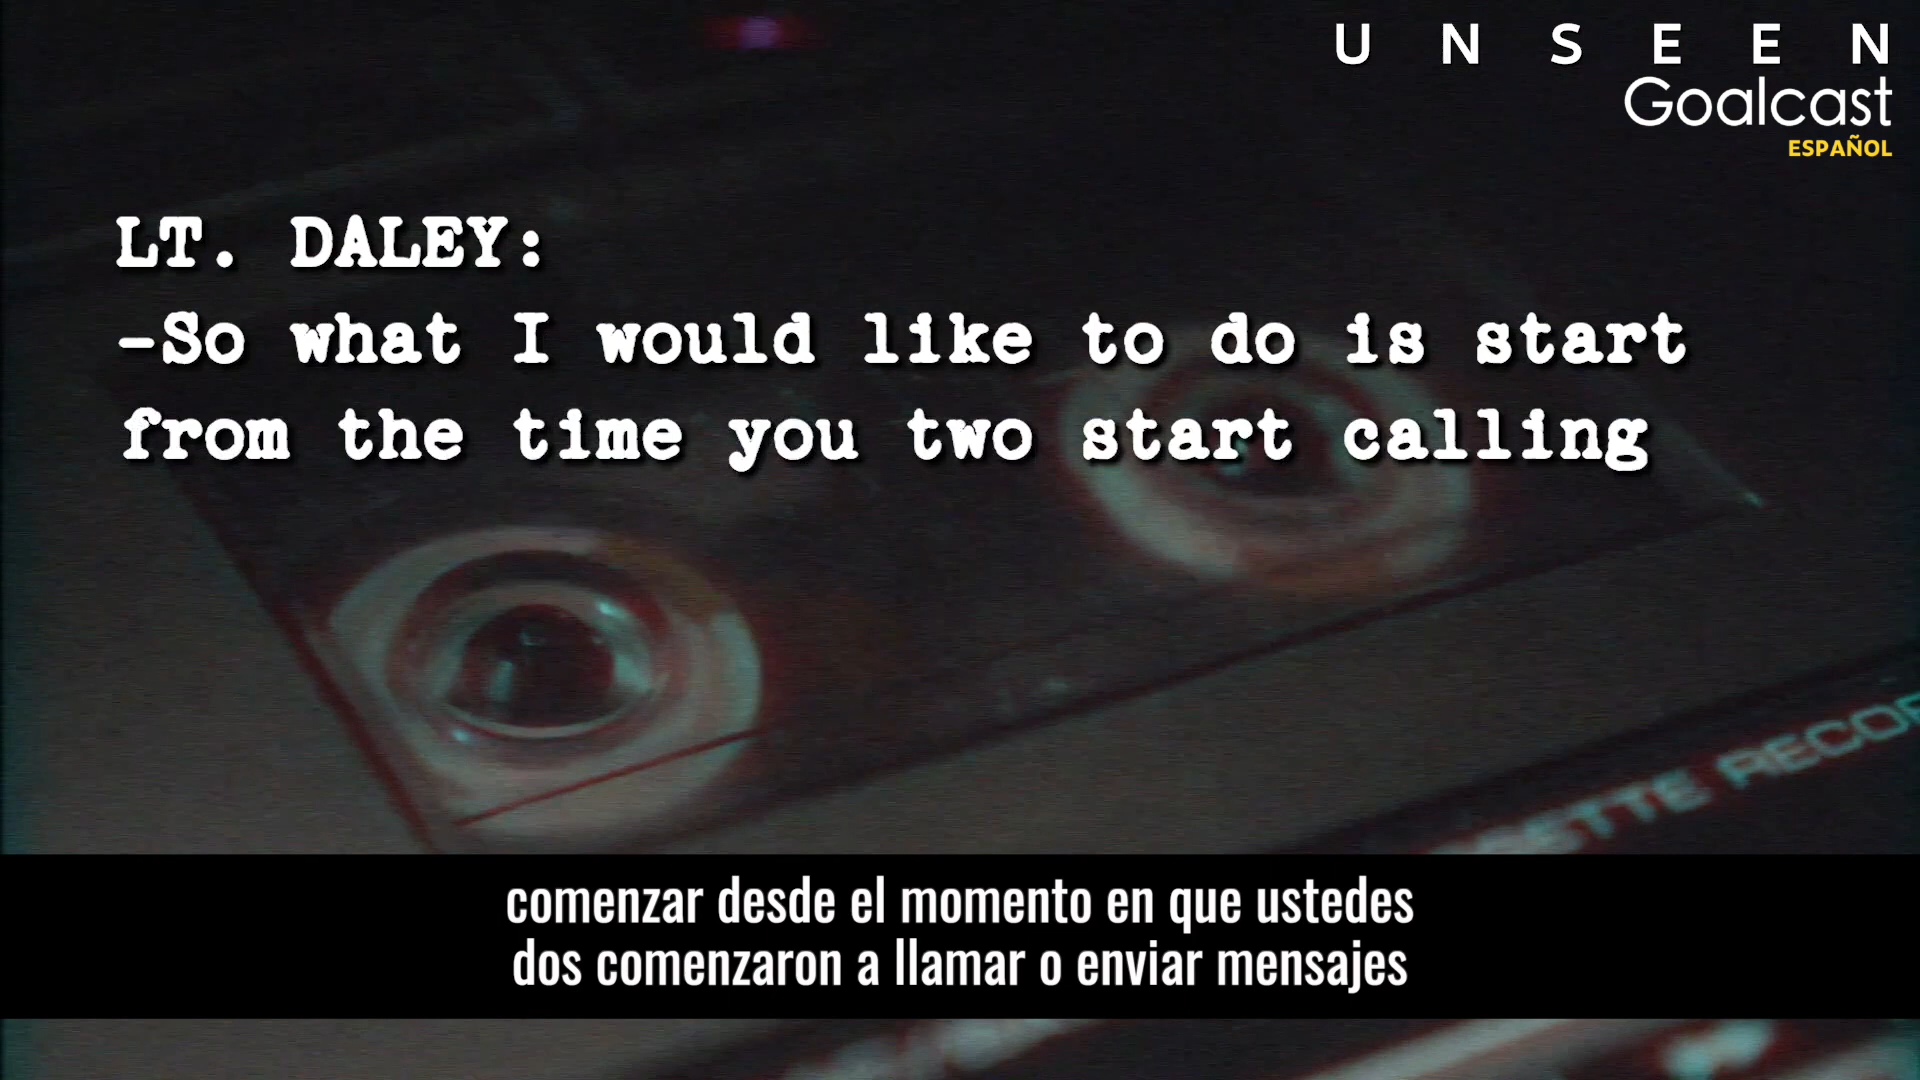 UNSEEN
Goalcast
ESPAÑOL
LT. DALEY:
-So what I would like to do is start
from the time you two start calling
comenzar desde el momento en que ustedes
dos comenzaron a llamar o enviar mensajes